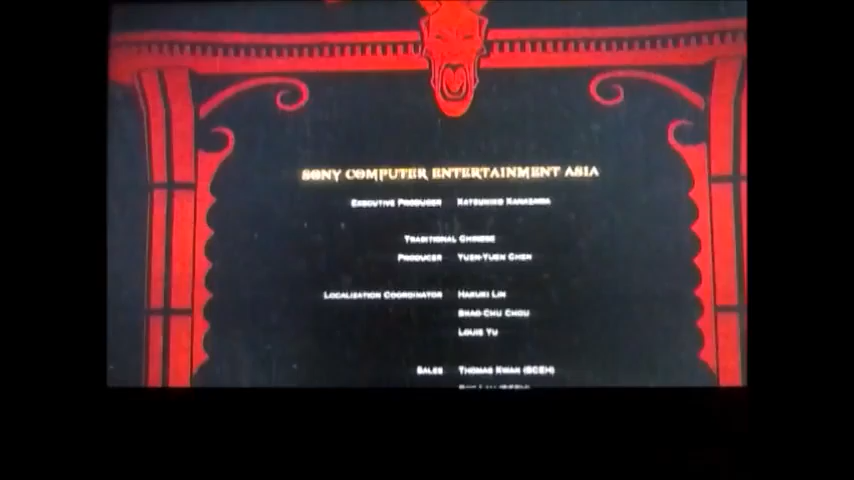 SONY COMPUTER ENTERTAINMENT ASIA
EXECUTIVE PRODUCER KATSUHIKO KANAZAWA
TRADITIONAL CHINESE
PRODUCER YUEN-YUEN CHEN
LOCALIZATION COORDINATOR HARUKI LIN
SHAO CHU CHOU
LOUIS YU
SALES THOMAS KWAN (SCEH)